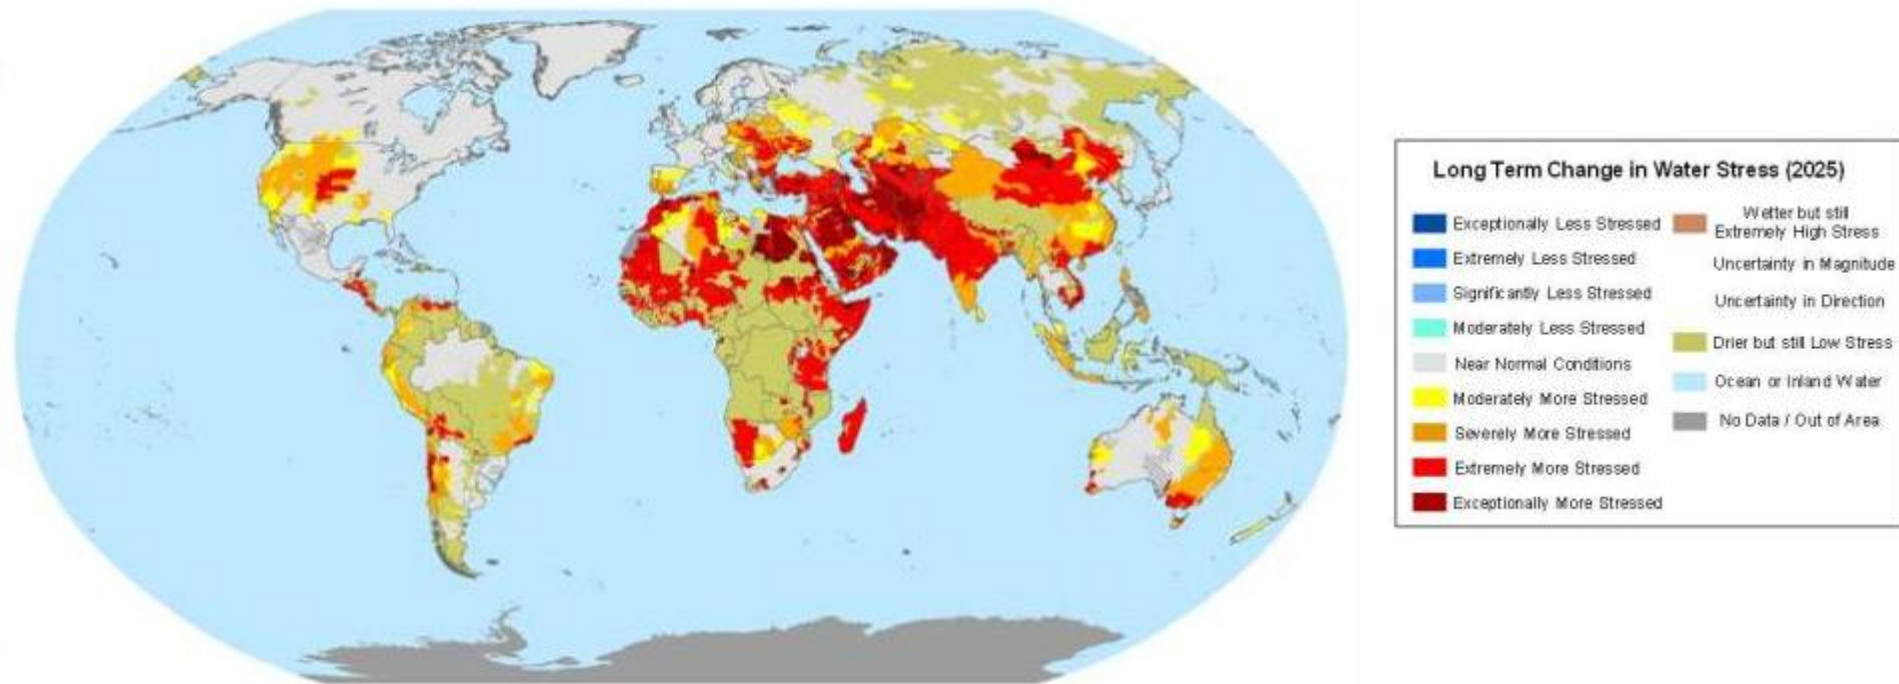 Long Term Change in Water Stress (2025)
Exceptionally Less Stressed
Extremely Less Stressed
Significantly Less Stressed
Moderately Less Stressed
Near Normal Conditions
Moderately More Stressed
Severely More Stressed
Extremely More Stressed
Exceptionally More Stressed
Wetter but still
Extremely High Stress
Uncertainty in Magnitude
Uncertainty in Direction
Drier but still Low Stress
Ocean or Inland Water
No Data / Out of Area